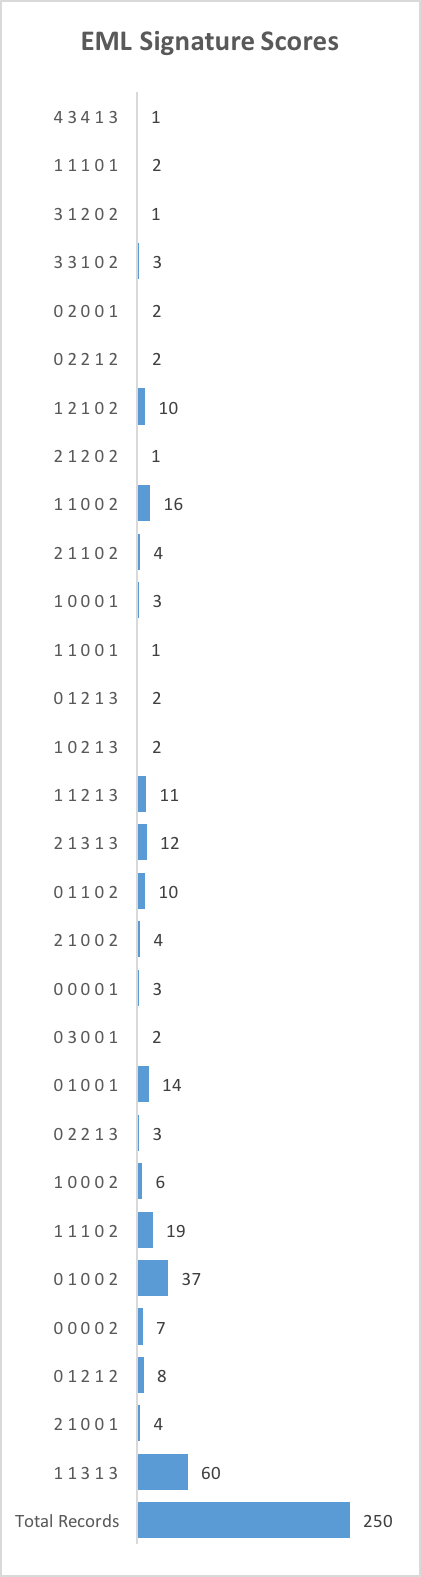 EML Signature Scores
4 3 4 1 3 1
1 1 1 0 1 2
3 1 2 0 2 1
3 3 1 0 2 3
0 2 0 0 1 2
0 2 2 1 2 2
1 2 1 0 2 10
2 1 2 0 2 1
1 1 0 0 2 16
2 1 1 0 2 4
1 0 0 0 1 3
1 1 0 0 1 1
0 1 2 1 3 2
1 0 2 1 3 2
1 1 2 1 3 11
2 1 3 1 3 12
0 1 1 0 2 10
2 1 0 0 2 4
0 0 0 0 1 3
0 3 0 0 1 2
0 1 0 0 1 14
0 2 2 1 3 3
1 0 0 0 2 6
1 1 1 0 2 19
0 1 0 0 2 37
0 0 0 0 2 7
0 1 2 1 2 8
2 1 0 0 1 4
1 1 3 1 3 60
Total Records 250